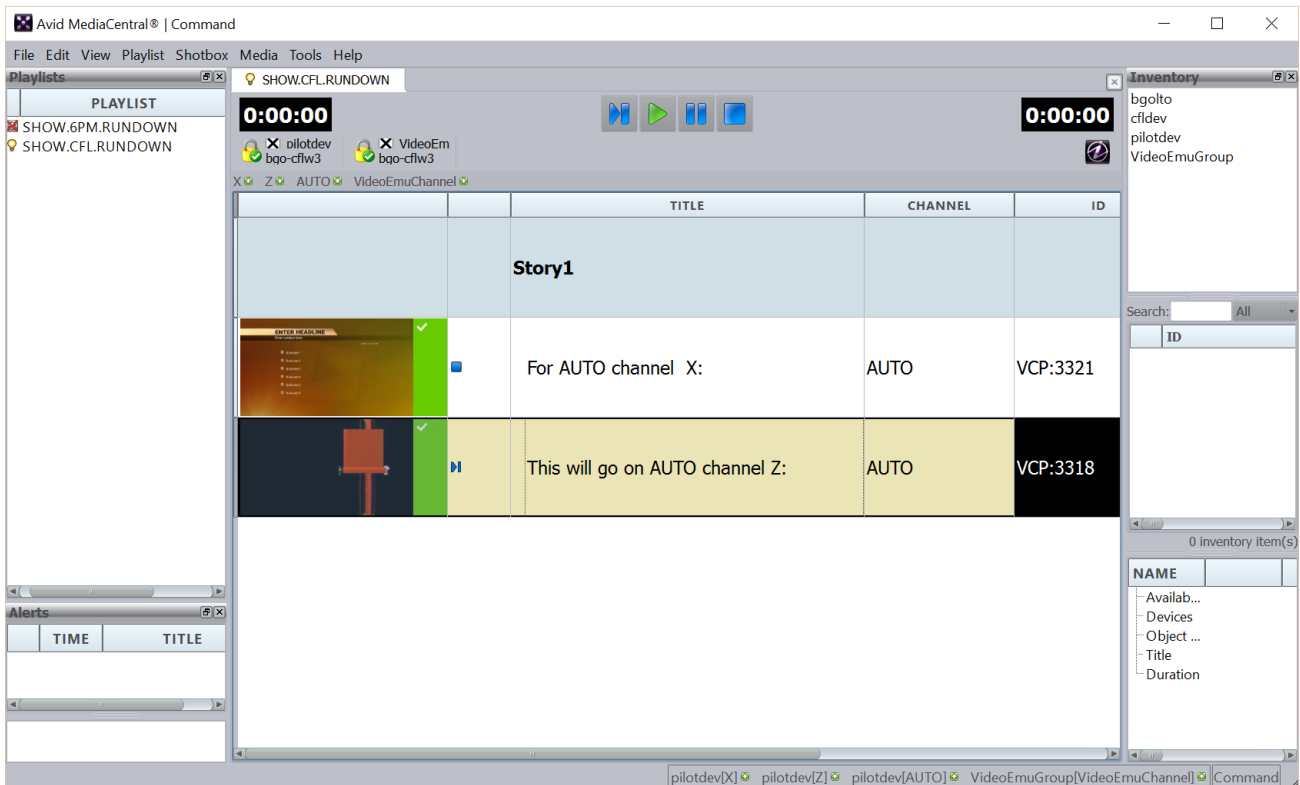 Avid MediaCentral® | Command
File Edit View Playlist Shotbox Media Tools Help
Playlists
PLAYLIST
SHOW.6PM.RUNDOWN
SHOW.CFL.RUNDOWN
SHOW.CFL.RUNDOWN
0:00:00
0:00:00
pilotdev
bgo-cflw3
VideoEm
bgo-cflw3
X Z AUTO VideoEmuChannel
TITLE CHANNEL ID
Story1
ENTER HEADLINE
For AUTO channel X: AUTO VCP:3321
This will go on AUTO channel Z: AUTO VCP:3318
Inventory
bgolto
cfldev
pilotdev
VideoEmuGroup
Search: All
ID
0 inventory item(s)
NAME
Availab...
Devices
Object ...
Title
Duration
Alerts
TIME TITLE
pilotdev[X] pilotdev[Z] pilotdev[AUTO] VideoEmuGroup[VideoEmuChannel] Command